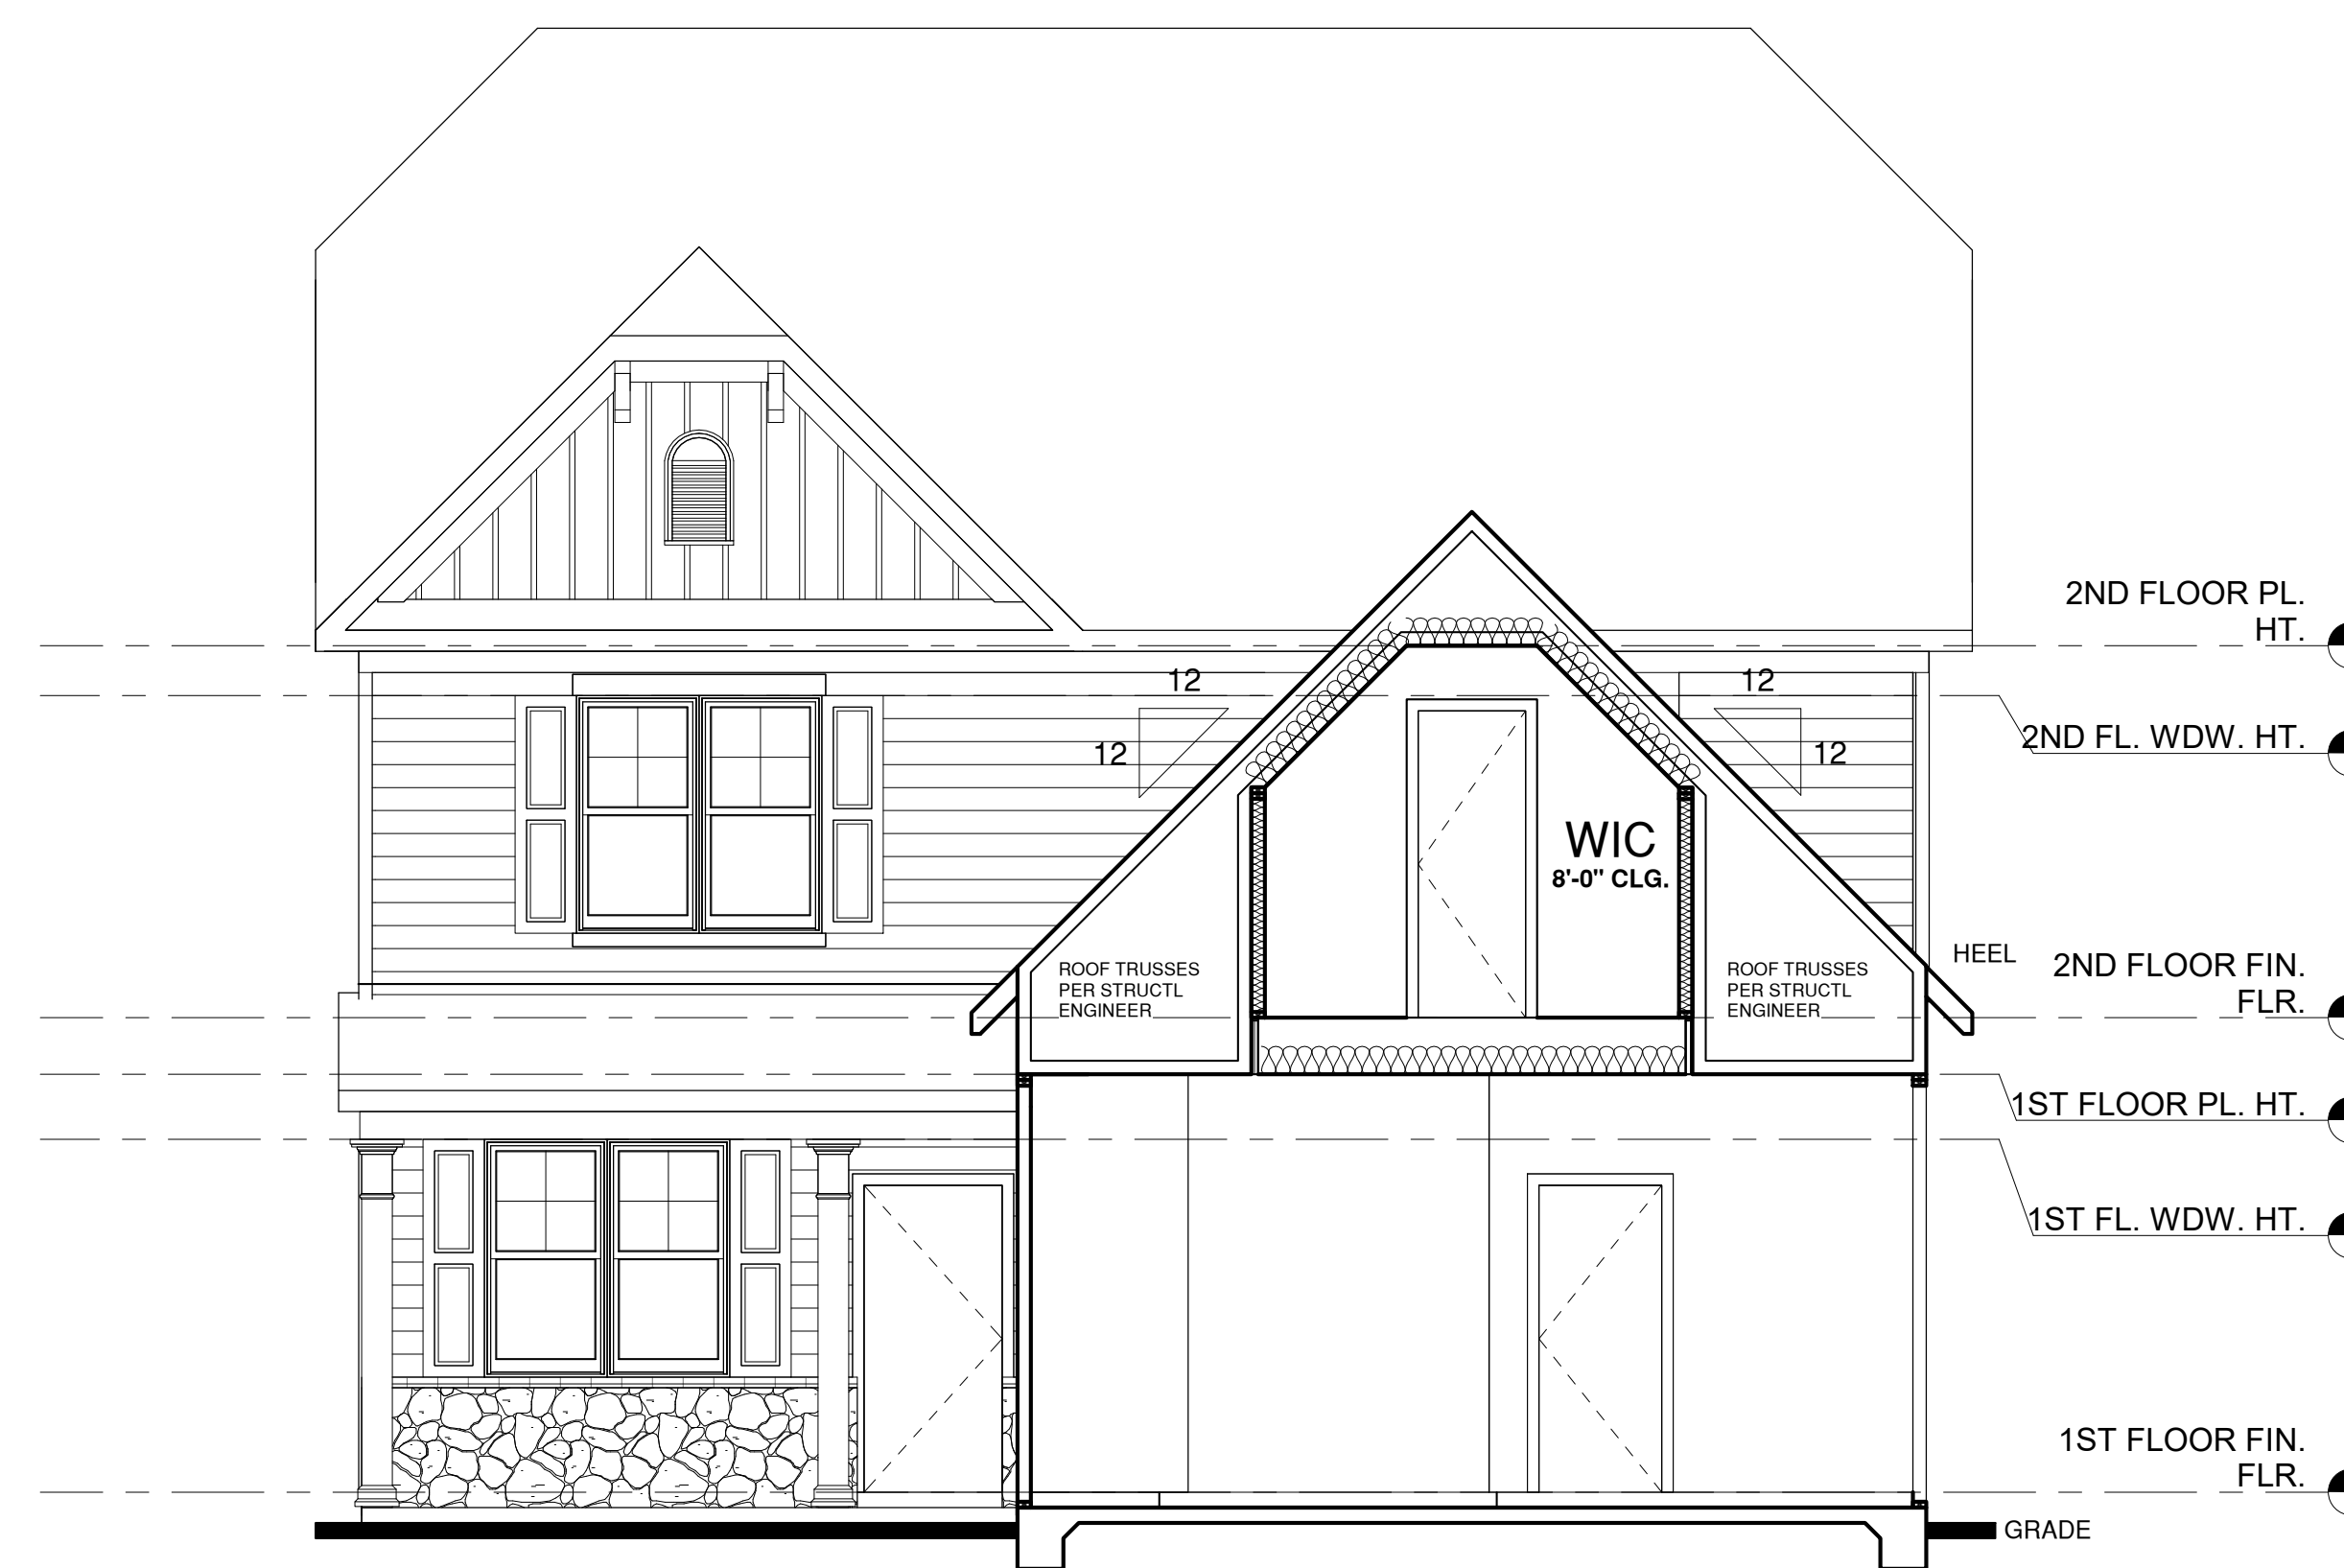 2ND FLOOR PL.
HT.
12
12
2ND FL. WDW. HT.
12
12
WIC
8'-0" CLG.
HEEL
2ND FLOOR FIN.
FLR.
ROOF TRUSSES
PER STRUCTL
ENGINEER
ROOF TRUSSES
PER STRUCTL
ENGINEER
1ST FLOOR PL. HT.
1ST FL. WDW. HT.
1ST FLOOR FIN.
FLR.
GRADE